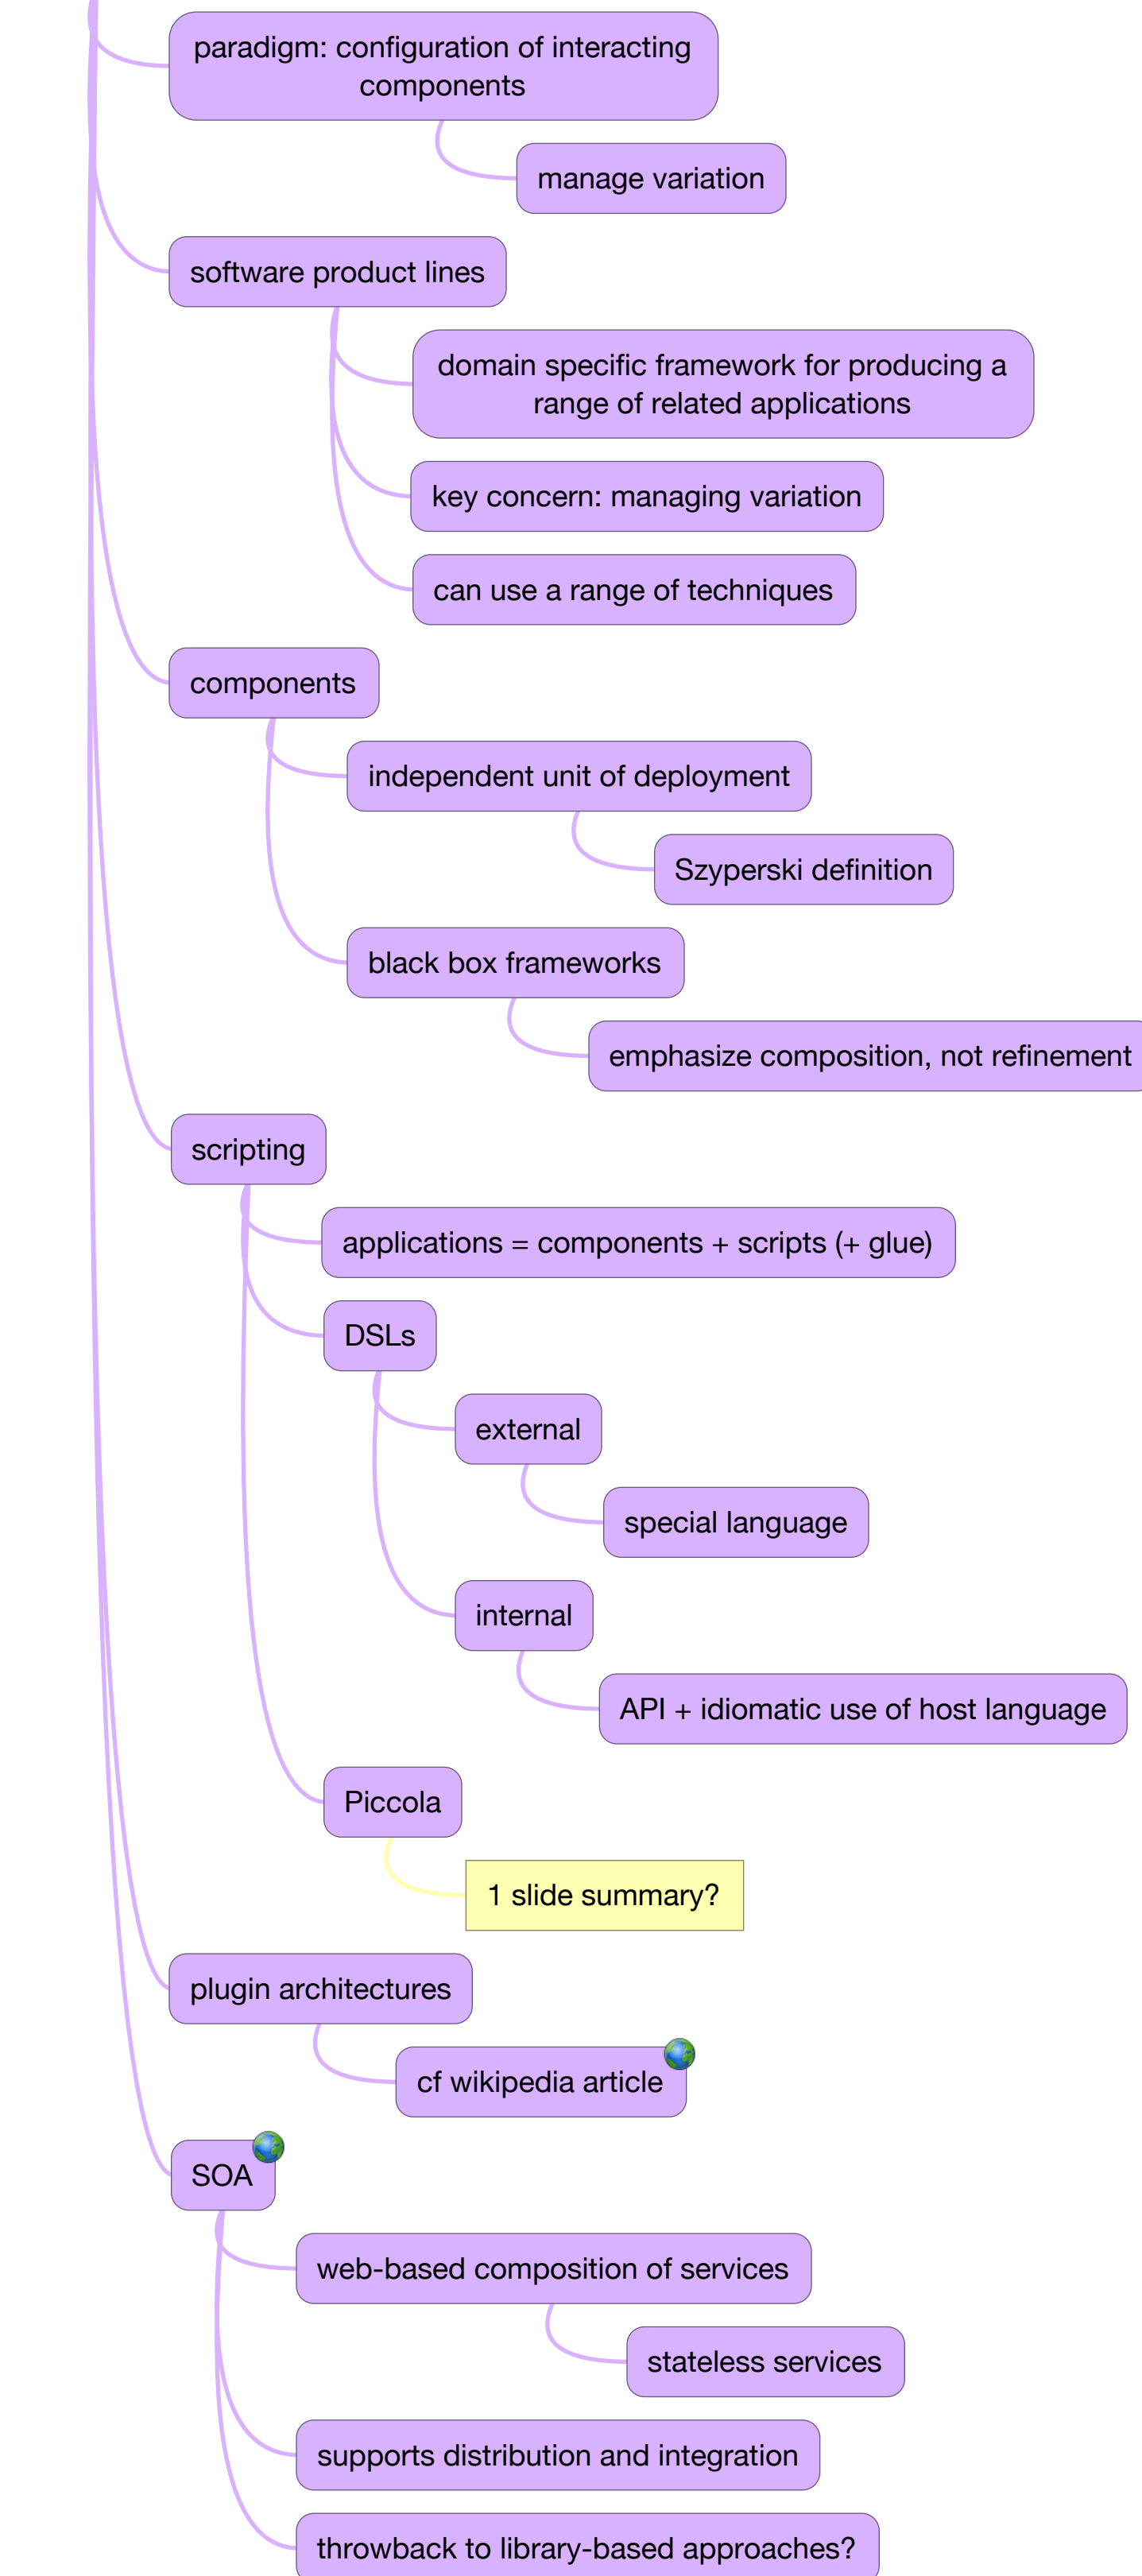 paradigm: configuration of interacting
components
manage variation
software product lines
domain specific framework for producing a
range of related applications
key concern: managing variation
can use a range of techniques
components
independent unit of deployment
Szyperski definition
black box frameworks
emphasize composition, not refinement
scripting
applications = components + scripts (+ glue)
DSLs
external
special language
internal
API + idiomatic use of host language
Piccola
1 slide summary?
plugin architectures
cf wikipedia article
SOA
web-based composition of services
stateless services
supports distribution and integration
throwback to library-based approaches?